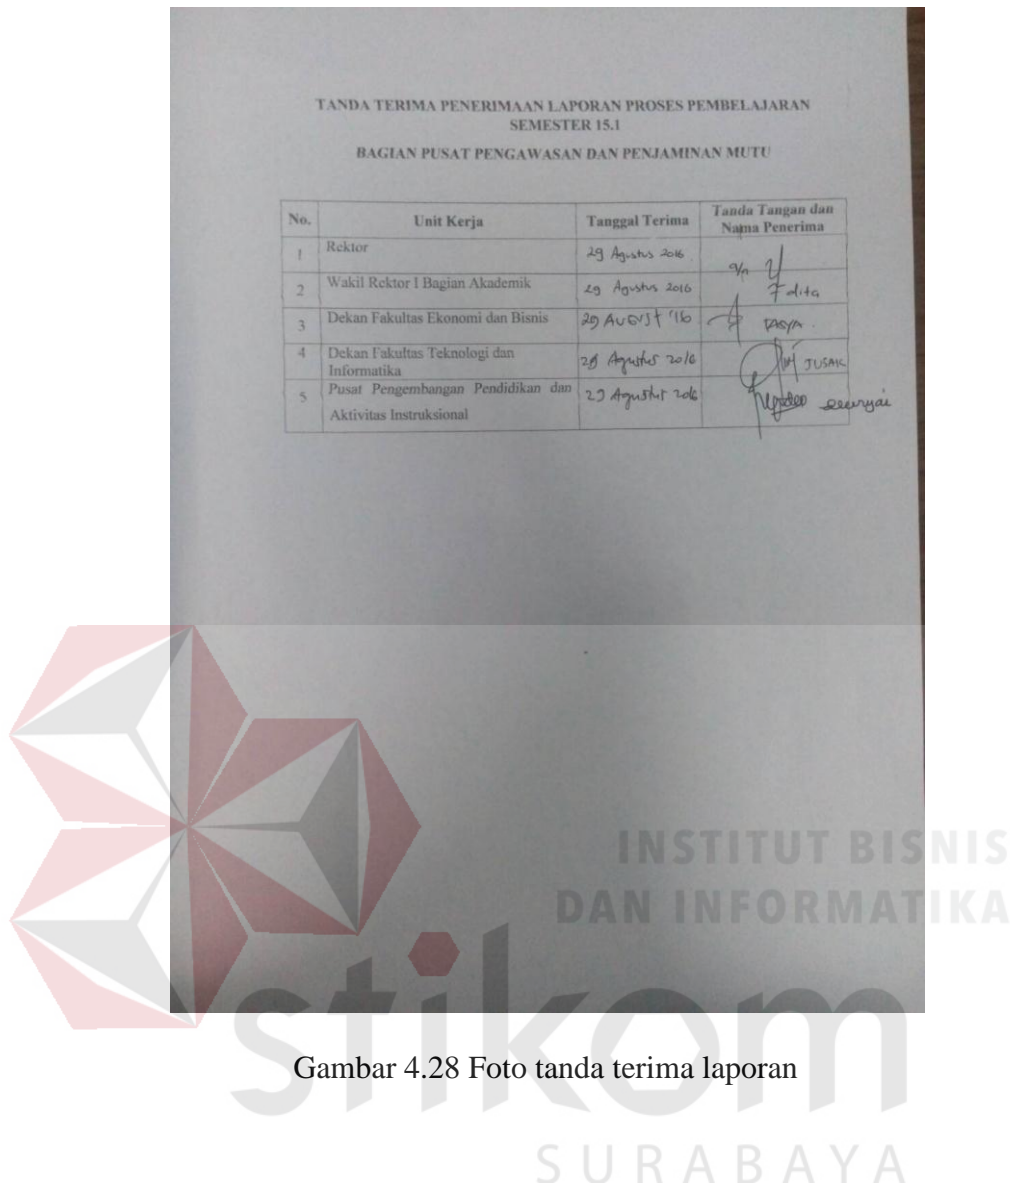 TANDA TERIMA PENERIMAAN LAPORAN PROSES PEMBELAJARAN
SEMESTER 15.1
BAGIAN PUSAT PENGAWASAN DAN PENJAMINAN MUTU
No. Unit Kerja Tanggal Terima Tanda Tangan dan Nama Penerima
1 Rektor 29 Agustus 2016
2 Wakil Rektor I Bagian Akademik 29 Agustus 2016 Fdita
3 Dekan Fakultas Ekonomi dan Bisnis 29 AUGUST '16 TASYA.
4 Dekan Fakultas Teknologi dan Informatika 29 Agustus 2016 JUSAK
5 Pusat Pengembangan Pendidikan dan Aktivitas Instruksional 29 Agustus 2016
INSTITUT BISNIS
DAN INFORMATIKA
stikom
Gambar 4.28 Foto tanda terima laporan
SURABAYA